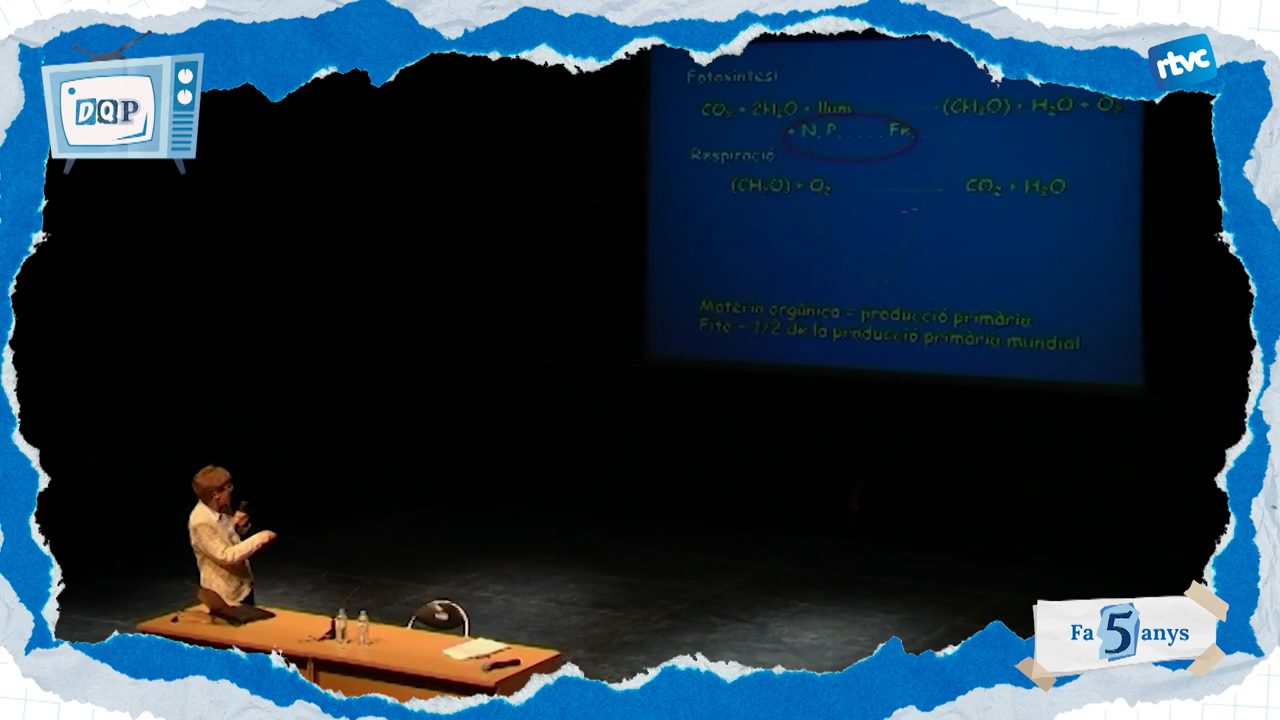 DQP
rtvc
Fotosíntesi
CO₂ + 2H₂O + llum (CH₂O) + H₂O + O₂
+ N, P, ...... Fe
Respiració
(CH₂O) + O₂ CO₂ + H₂O
Matèria orgànica = producció primària
Fito = 1/2 de la producció primària mundial
Fa 5 anys